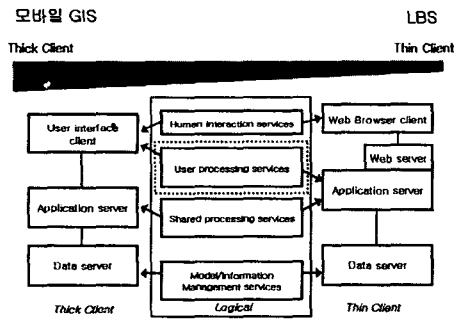 모바일 GIS
LBS
Thick Client
Thin Client
User interface
client
Human interaction services
Web Browser client
Web server
User processing services
Application server
Application server
Shared processing services
Data server
Model/Information
Management services
Data server
Thick Client
Logical
Thin Client